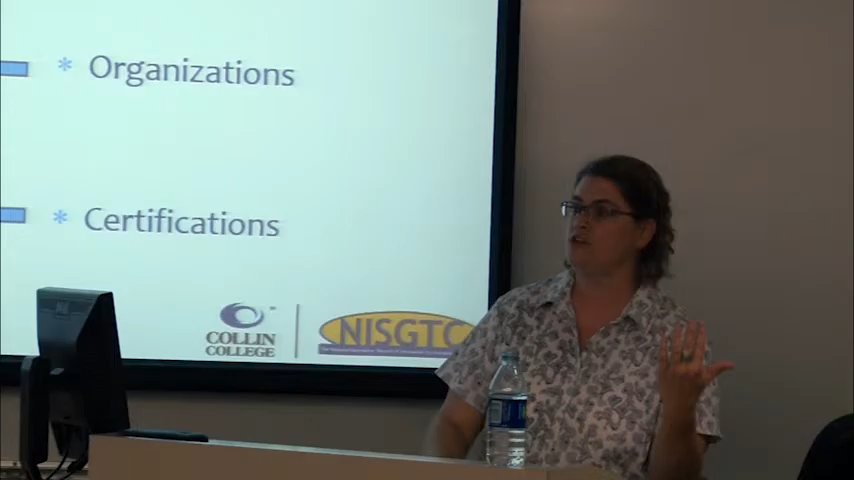 * Organizations
* Certifications
COLLIN
COLLEGE
NISGTC